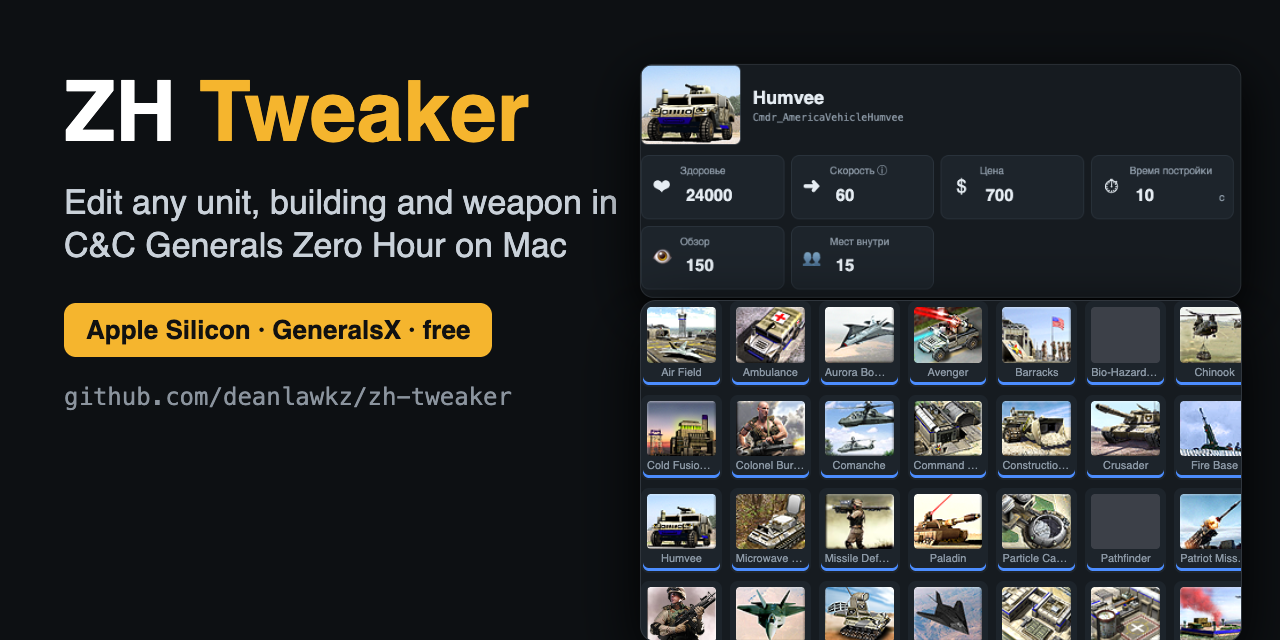 ZH Tweaker
Edit any unit, building and weapon in
C&C Generals Zero Hour on Mac
Apple Silicon · GeneralsX · free
github.com/deanlawkz/zh-tweaker
Humvee
Cmdr_AmericaVehicleHumvee
Здоровье
24000
Скорость ⓘ
60
$
Цена
700
Время постройки
10
с
Обзор
150
Мест внутри
15
Air Field
Ambulance
Aurora Bo...
Avenger
Barracks
Bio-Hazard...
Chinook
Cold Fusio...
Colonel Bur...
Comanche
Command ...
Constructio...
Crusader
Fire Base
Humvee
Microwave ...
Missile Def...
Paladin
Particle Ca...
Pathfinder
Patriot Miss.